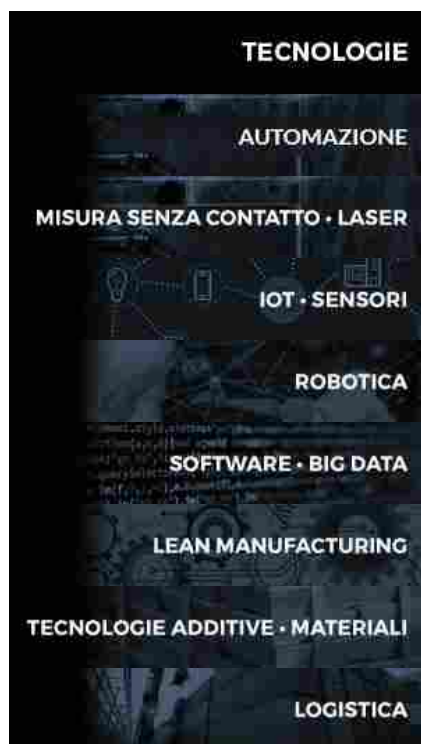 TECNOLOGIE
AUTOMAZIONE
MISURA SENZA CONTATTO • LASER
IOT • SENSORI
ROBOTICA
SOFTWARE • BIG DATA
LEAN MANUFACTURING
TECNOLOGIE ADDITIVE • MATERIALI
LOGISTICA